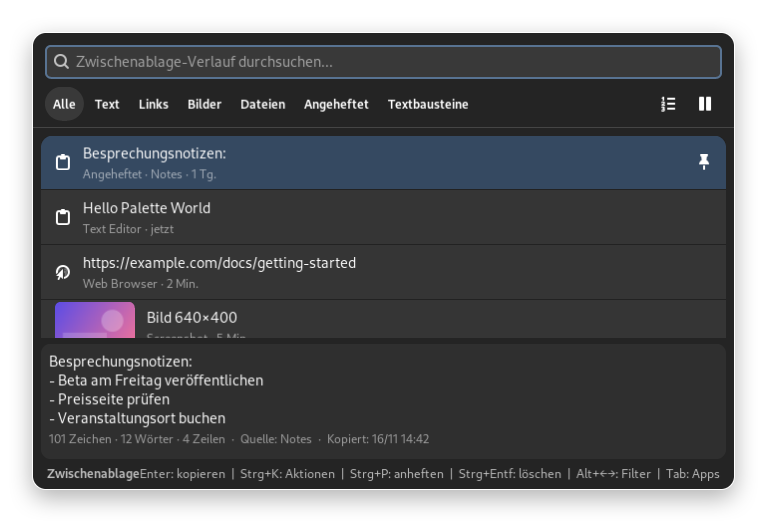 Zwischenablage-Verlauf durchsuchen...
Alle Text Links Bilder Dateien Angeheftet Textbausteine
Besprechungsnotizen:
Angeheftet · Notes · 1 Tg.
Hello Palette World
Text Editor · jetzt
https://example.com/docs/getting-started
Web Browser · 2 Min.
Bild 640×400
Screenshot · 5 Min.
Besprechungsnotizen:
- Beta am Freitag veröffentlichen
- Preisseite prüfen
- Veranstaltungsort buchen
101 Zeichen · 12 Wörter · 4 Zeilen · Quelle: Notes · Kopiert: 16/11 14:42
Zwischenablage Enter: kopieren | Strg+K: Aktionen | Strg+P: anheften | Strg+Entf: löschen | Alt+←→: Filter | Tab: Apps